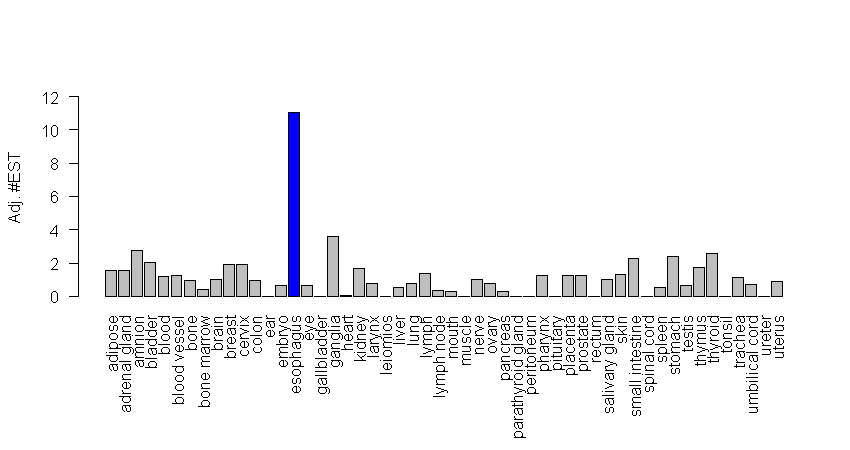 Adj. #EST
12
10
8
6
4
2
0
adipose
adrenal gland
amnion
bladder
blood
blood vessel
bone
bone marrow
brain
breast
cervix
colon
ear
embryo
esophagus
eye
gallbladder
ganglia
heart
kidney
larynx
leiomios
liver
lung
lymph
lymph node
mouth
muscle
nerve
ovary
pancreas
parathyroid gland
peritoneum
pharynx
pituitary
placenta
prostate
rectum
salivary gland
skin
small intestine
spinal cord
spleen
stomach
testis
thymus
thyroid
tonsil
trachea
umbilical cord
ureter
uterus